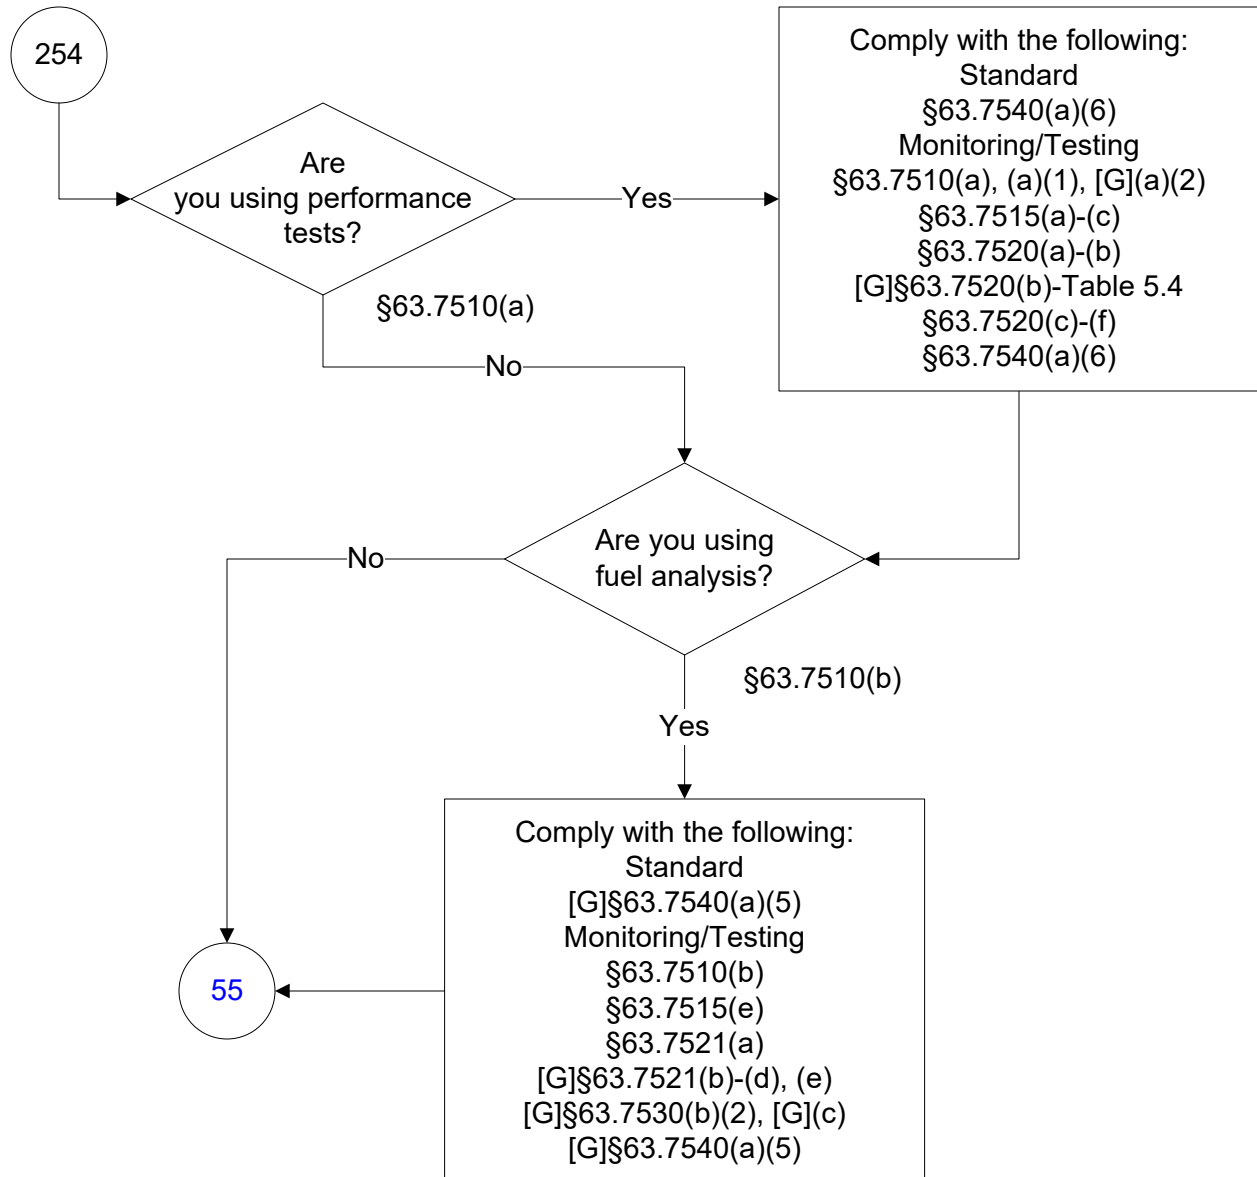 254
Are
you using performance
tests?
Yes
§63.7510(a)
No
Comply with the following:
Standard
§63.7540(a)(6)
Monitoring/Testing
§63.7510(a), (a)(1), [G](a)(2)
§63.7515(a)-(c)
§63.7520(a)-(b)
[G]§63.7520(b)-Table 5.4
§63.7520(c)-(f)
§63.7540(a)(6)
Are you using
fuel analysis?
No
§63.7510(b)
Yes
Comply with the following:
Standard
[G]§63.7540(a)(5)
Monitoring/Testing
§63.7510(b)
§63.7515(e)
§63.7521(a)
[G]§63.7521(b)-(d), (e)
[G]§63.7530(b)(2), [G](c)
[G]§63.7540(a)(5)
55